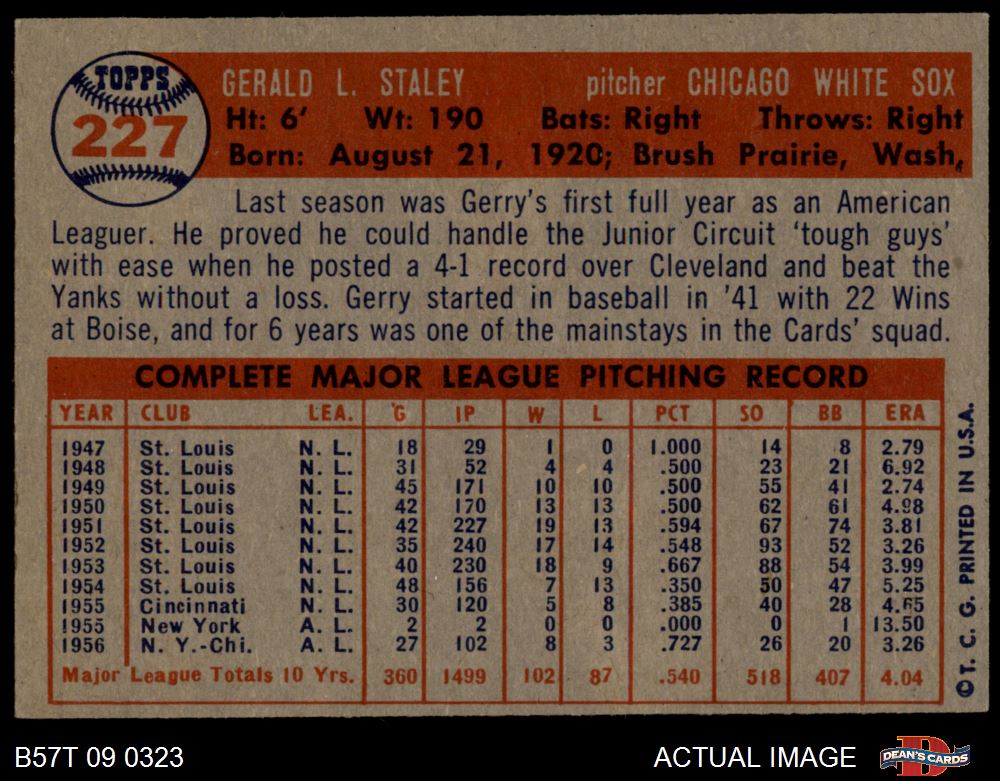 TOPPS
227
GERALD L. STALEY pitcher CHICAGO WHITE SOX
Ht: 6' Wt: 190 Bats: Right Throws: Right
Born: August 21, 1920; Brush Prairie, Wash.
Last season was Gerry's first full year as an American
Leaguer. He proved he could handle the Junior Circuit 'tough guys'
with ease when he posted a 4-1 record over Cleveland and beat the
Yanks without a loss. Gerry started in baseball in '41 with 22 Wins
at Boise, and for 6 years was one of the mainstays in the Cards' squad.
COMPLETE MAJOR LEAGUE PITCHING RECORD
YEAR CLUB LEA. G IP W L PCT SO BB ERA
1947 St. Louis N. L. 18 29 1 0 1.000 14 8 2.79
1948 St. Louis N. L. 31 52 4 4 .500 23 21 6.92
1949 St. Louis N. L. 45 171 10 10 .500 55 41 2.74
1950 St. Louis N. L. 42 170 13 13 .500 62 61 4.98
1951 St. Louis N. L. 42 227 19 13 .594 67 74 3.81
1952 St. Louis N. L. 35 240 17 14 .548 93 52 3.26
1953 St. Louis N. L. 40 230 18 9 .667 88 54 3.99
1954 St. Louis N. L. 48 156 7 13 .350 50 47 5.25
1955 Cincinnati N. L. 30 120 5 8 .385 40 28 4.65
1955 New York A. L. 2 2 0 0 .000 0 1 13.50
1956 N. Y.-Chi. A. L. 27 102 8 3 .727 26 20 3.26
Major League Totals 10 Yrs. 360 1499 102 87 .540 518 407 4.04
©T. C. G. PRINTED IN U.S.A.
B57T 09 0323 ACTUAL IMAGE DEAN'S CARDS